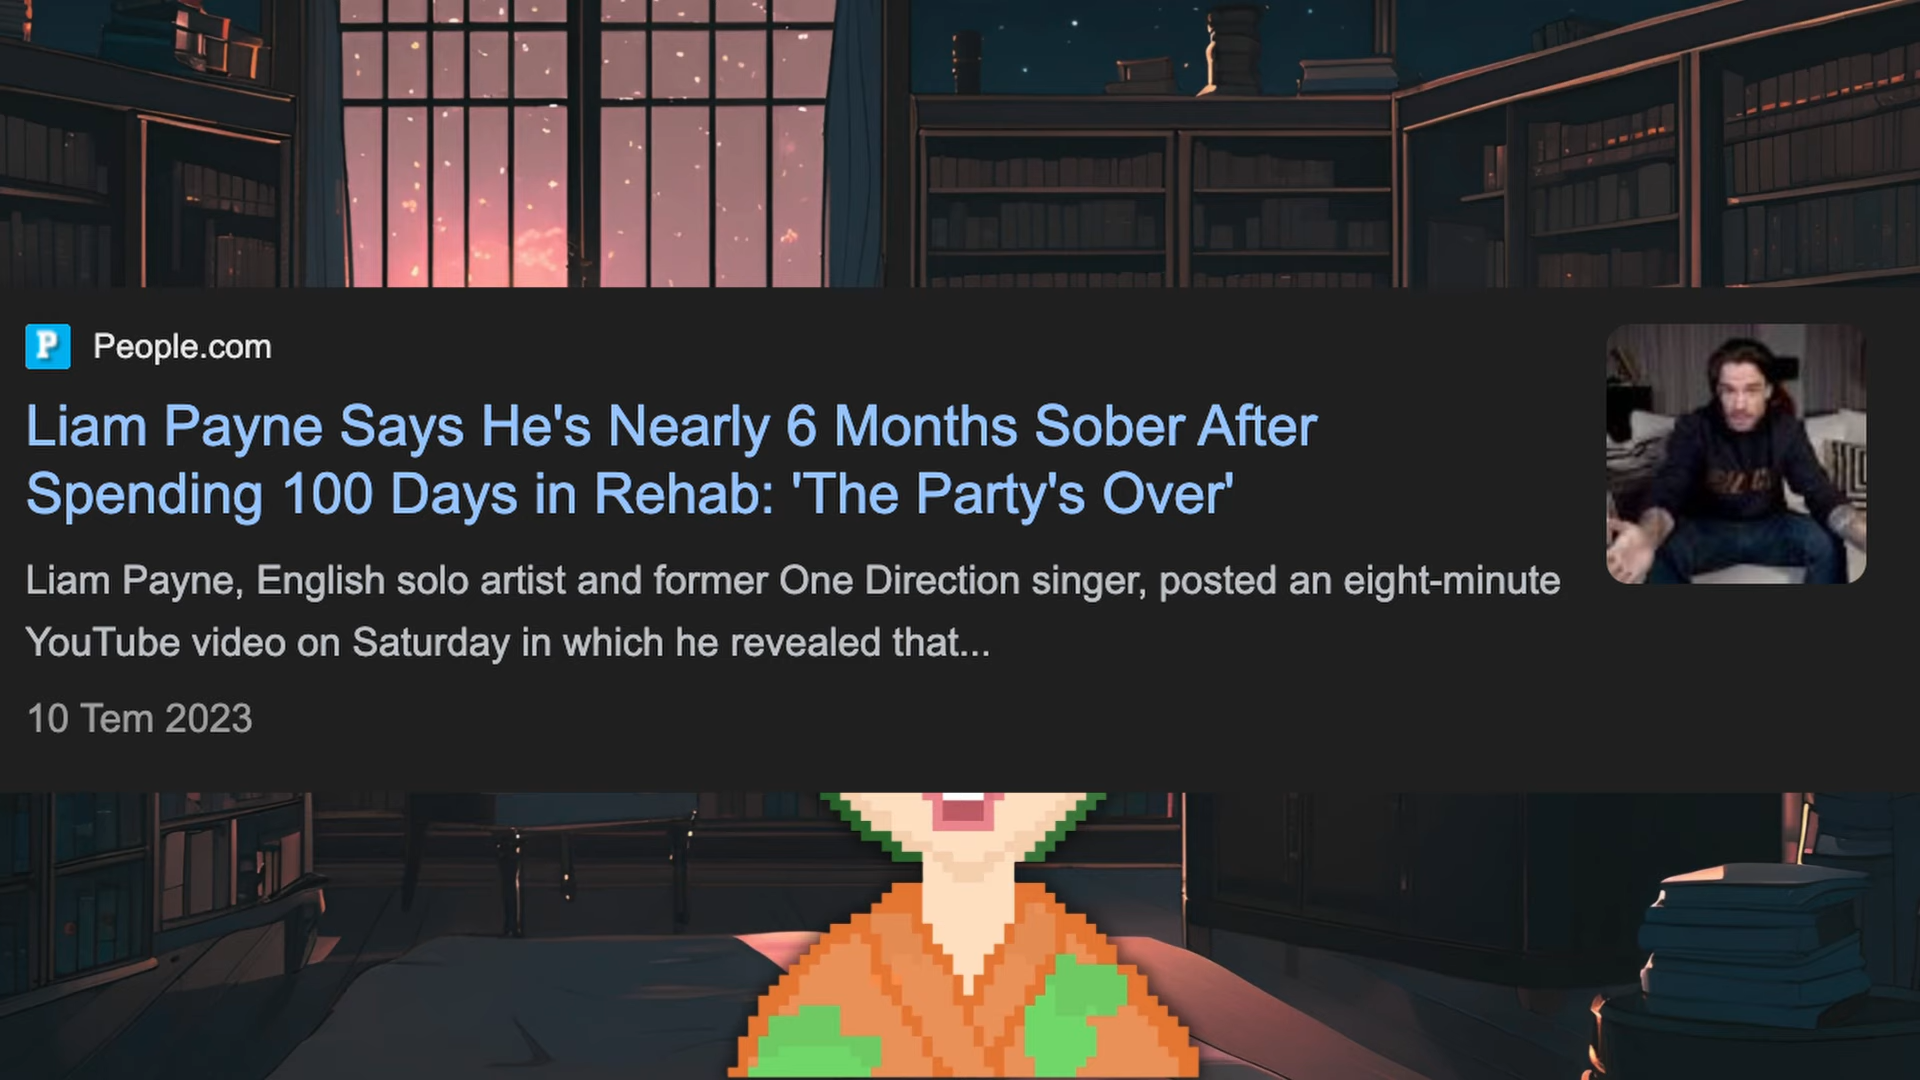 P People.com
Liam Payne Says He's Nearly 6 Months Sober After
Spending 100 Days in Rehab: 'The Party's Over'
Liam Payne, English solo artist and former One Direction singer, posted an eight-minute
YouTube video on Saturday in which he revealed that...
10 Tem 2023